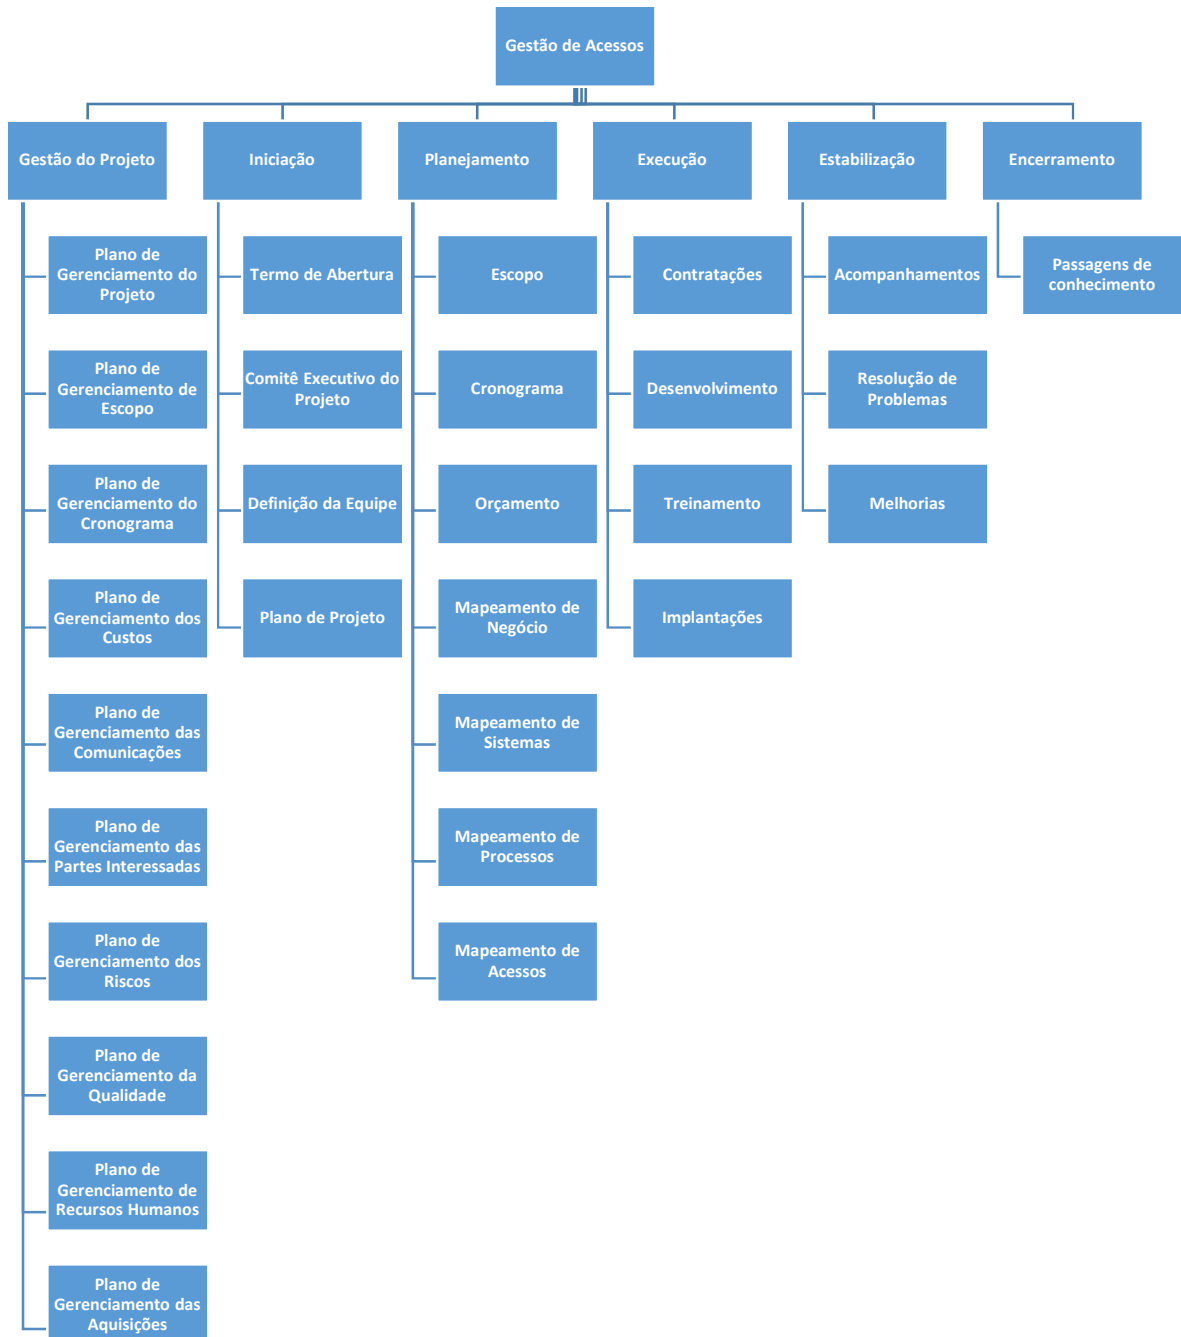 Gestão de Acessos
Gestão do Projeto
Iniciação
Planejamento
Execução
Estabilização
Encerramento
Plano de
Gerenciamento do
Projeto
Plano de
Gerenciamento de
Escopo
Plano de
Gerenciamento do
Cronograma
Plano de
Gerenciamento dos
Custos
Plano de
Gerenciamento das
Comunicações
Plano de
Gerenciamento das
Partes Interessadas
Plano de
Gerenciamento dos
Riscos
Plano de
Gerenciamento da
Qualidade
Plano de
Gerenciamento de
Recursos Humanos
Plano de
Gerenciamento das
Aquisições
Termo de Abertura
Comitê Executivo do
Projeto
Definição da Equipe
Plano de Projeto
Escopo
Cronograma
Orçamento
Mapeamento de
Negócio
Mapeamento de
Sistemas
Mapeamento de
Processos
Mapeamento de
Acessos
Contratações
Desenvolvimento
Treinamento
Implantações
Acompanhamentos
Resolução de
Problemas
Melhorias
Passagens de
conhecimento